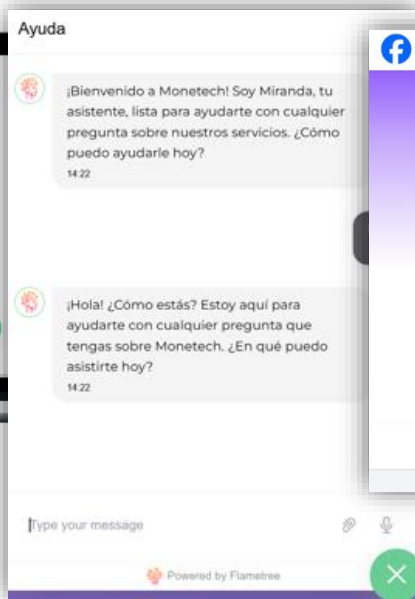 Ayuda
¡Bienvenido a Monetech! Soy Miranda, tu
asistente, lista para ayudarte con cualquier
pregunta sobre nuestros servicios. ¿Cómo
puedo ayudarle hoy?
14:22
¡Hola! ¿Cómo estás? Estoy aquí para
ayudarte con cualquier pregunta que
tengas sobre Monetech. ¿En qué puedo
asistirte hoy?
14:22
Type your message
Powered by Flametree